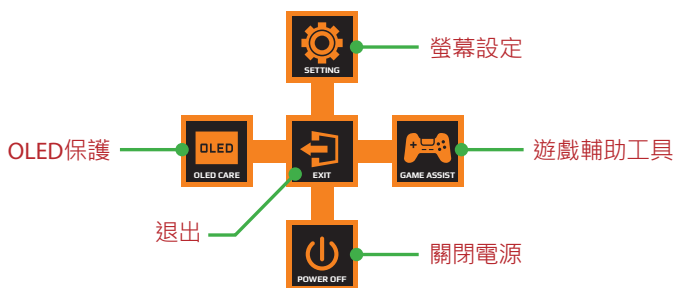 SETTING
螢幕設定
OLED保護
OLED
OLED CARE
EXIT
GAME ASSIST
遊戲輔助工具
退出
POWER OFF
關閉電源